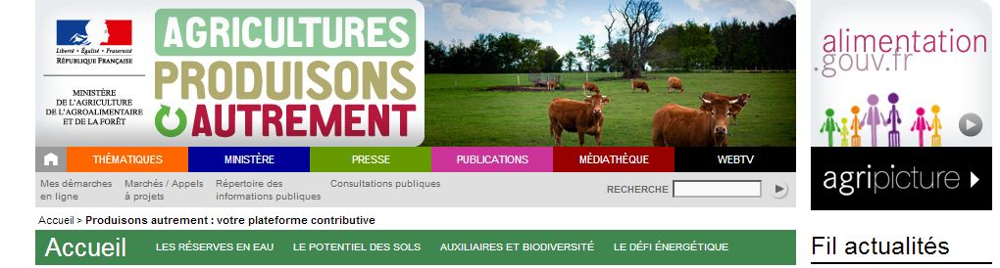 Liberté • Égalité • Fraternité
RÉPUBLIQUE FRANÇAISE
MINISTÈRE
DE L'AGRICULTURE
DE L'AGROALIMENTAIRE
ET DE LA FORÊT
AGRICULTURES
PRODUISONS
AUTREMENT
alimentation
.gouv.fr
agripicture
THÉMATIQUES
MINISTÈRE
PRESSE
PUBLICATIONS
MÉDIATHÈQUE
WEBTV
Mes démarches
en ligne
Marchés / Appels
à projets
Répertoire des
informations publiques
Consultations publiques
RECHERCHE
Accueil > Produisons autrement : votre plateforme contributive
Accueil
LES RÉSERVES EN EAU
LE POTENTIEL DES SOLS
AUXILIAIRES ET BIODIVERSITÉ
LE DÉFI ÉNERGÉTIQUE
Fil actualités